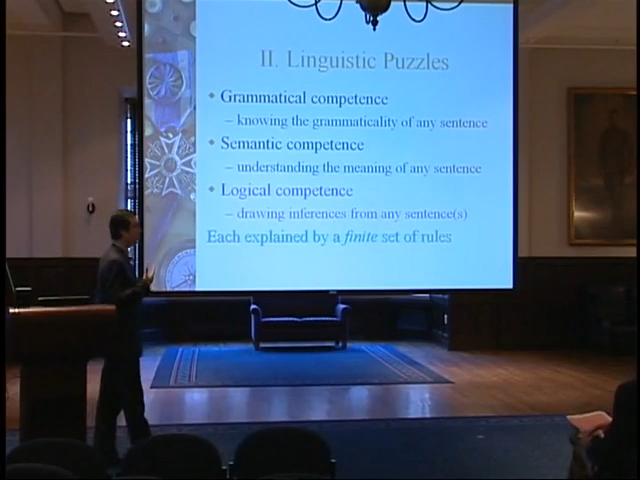 II. Linguistic Puzzles
Grammatical competence
– knowing the grammaticality of any sentence
Semantic competence
– understanding the meaning of any sentence
Logical competence
– drawing inferences from any sentence(s)
Each explained by a finite set of rules